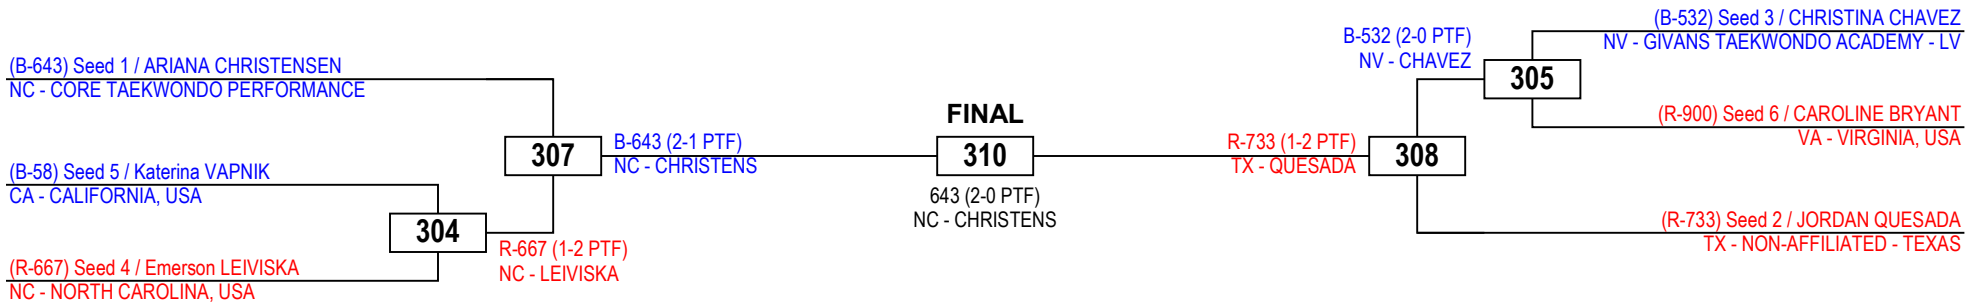 (B-643) Seed 1 / ARIANA CHRISTENSEN
NC - CORE TAEKWONDO PERFORMANCE
(B-58) Seed 5 / Katerina VAPNIK
CA - CALIFORNIA, USA
(R-667) Seed 4 / Emerson LEIVISKA
NC - NORTH CAROLINA, USA
304
R-667 (1-2 PTF)
NC - LEIVISKA
307
B-643 (2-1 PTF)
NC - CHRISTENS
FINAL
310
643 (2-0 PTF)
NC - CHRISTENS
R-733 (1-2 PTF)
TX - QUESADA
308
B-532 (2-0 PTF)
NV - CHAVEZ
305
(B-532) Seed 3 / CHRISTINA CHAVEZ
NV - GIVANS TAEKWONDO ACADEMY - LV
(R-900) Seed 6 / CAROLINE BRYANT
VA - VIRGINIA, USA
(R-733) Seed 2 / JORDAN QUESADA
TX - NON-AFFILIATED - TEXAS